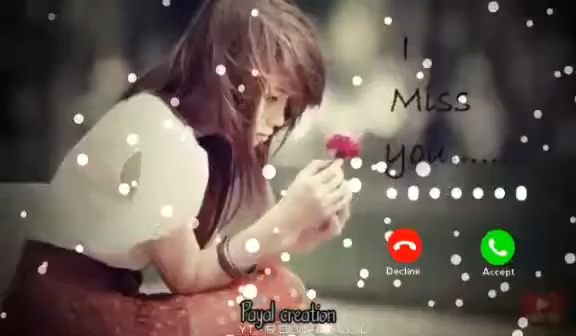 I
Miss
you.....
Decline
Accept
Payal creation